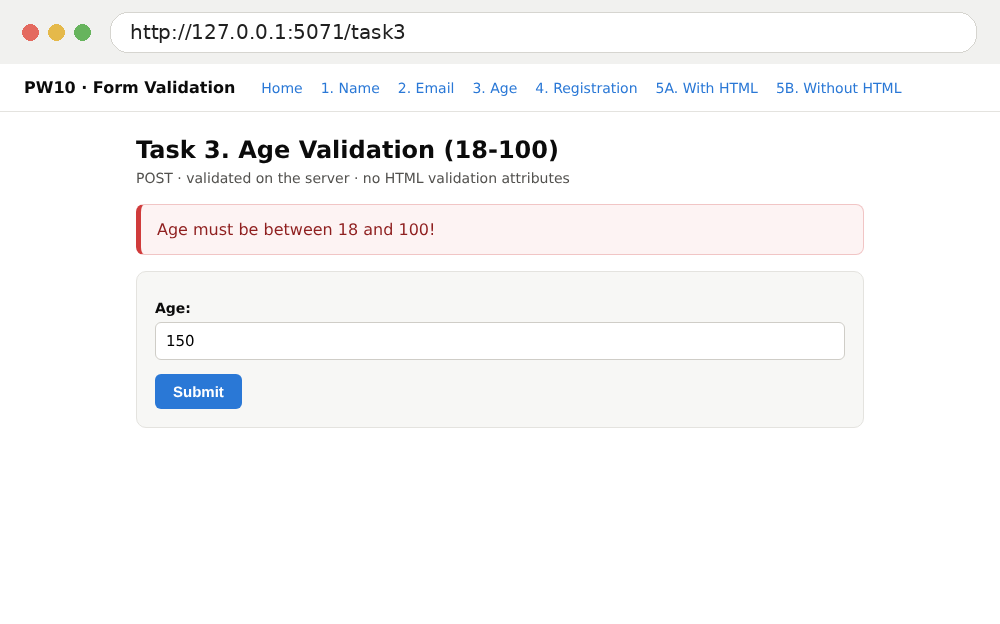 http://127.0.0.1:5071/task3
PW10 · Form Validation Home 1. Name 2. Email 3. Age 4. Registration 5A. With HTML 5B. Without HTML
Task 3. Age Validation (18-100)
POST · validated on the server · no HTML validation attributes
Age must be between 18 and 100!
Age:
150
Submit